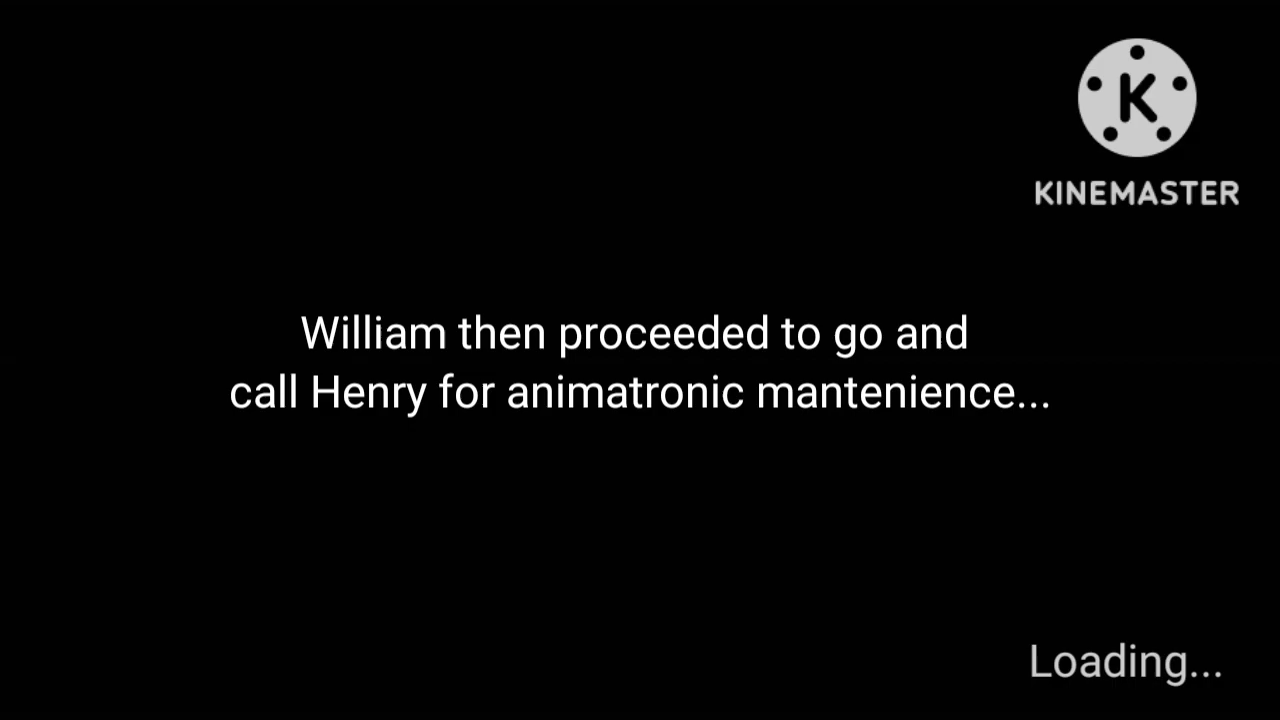 K
KINEMASTER
William then proceeded to go and
call Henry for animatronic mantenience...
Loading...